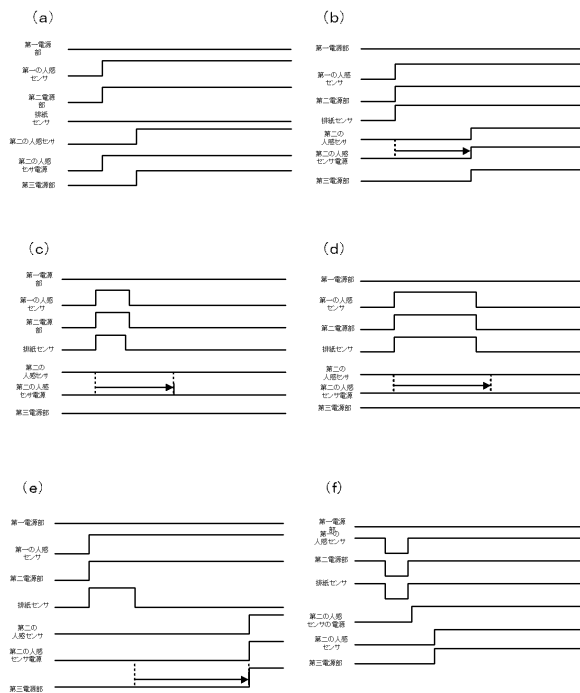 (a)
第一電源
部
第一の人感
センサ
第二電源
部
排紙
センサ
第二の人感センサ
第二の人感
センサ電源
第三電源部
(b)
第一電源部
第一の人感
センサ
第二電源部
排紙センサ
第二の
人感センサ
第二の人感
センサ電源
第三電源部
(c)
第一電源
部
第一の人感
センサ
第二電源
部
排紙センサ
第二の
人感センサ
第二の人感
センサ電源
第三電源部
(d)
第一電源部
第一の人感
センサ
第二電源部
排紙センサ
第二の
人感センサ
第二の人感
センサ電源
第三電源部
(e)
第一電源部
第一の人感
センサ
第二電源部
排紙センサ
第二の
人感センサ
第二の人感
センサ電源
第三電源部
(f)
第一電源
部
第一の
人感センサ
第二電源部
排紙センサ
第二の人感
センサの電源
第二の人感
センサ
第三電源部